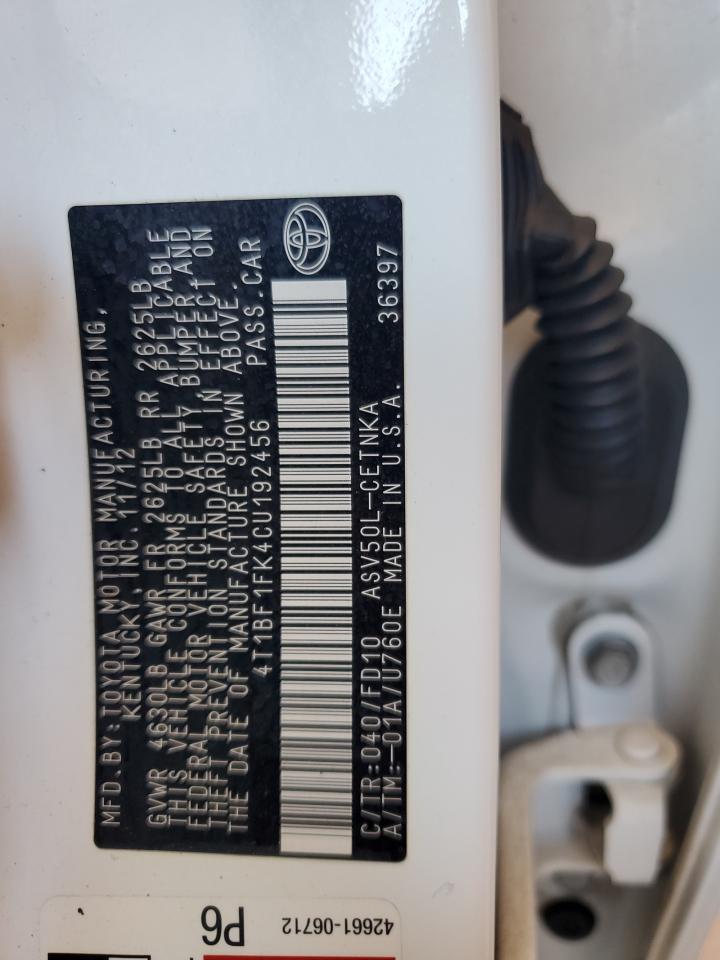 MFD.BY:TOYOTA MOTOR MANUFACTURING,
KENTUCKY,INC. 11/12
GVWR 4630LB GAWR FR 2625LB RR 2625LB
THIS VEHICLE CONFORMS TO ALL APPLICABLE
FEDERAL MOTOR VEHICLE SAFETY, BUMPER, AND
THEFT PREVENTION STANDARDS IN EFFECT ON
THE DATE OF MANUFACTURE SHOWN ABOVE.
4T1BF1FK4CU192456 PASS.CAR
C/TR:040/FD10 ASV50L-CETNKA
A/TM:-01A/U760E MADE IN U.S.A. 36397
P6
42661-06712